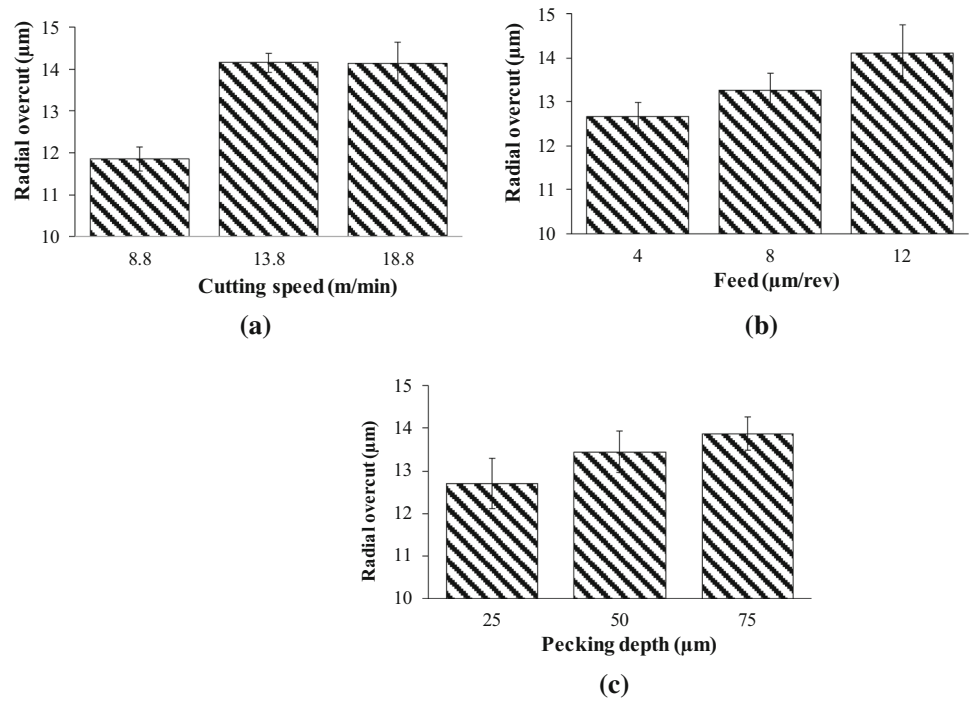 Radial overcut (µm)
15
14
13
12
11
10
8.8 13.8 18.8
Cutting speed (m/min)
(a)
Radial overcut (µm)
15
14
13
12
11
10
4 8 12
Feed (µm/rev)
(b)
Radial overcut (µm)
15
14
13
12
11
10
25 50 75
Pecking depth (µm)
(c)